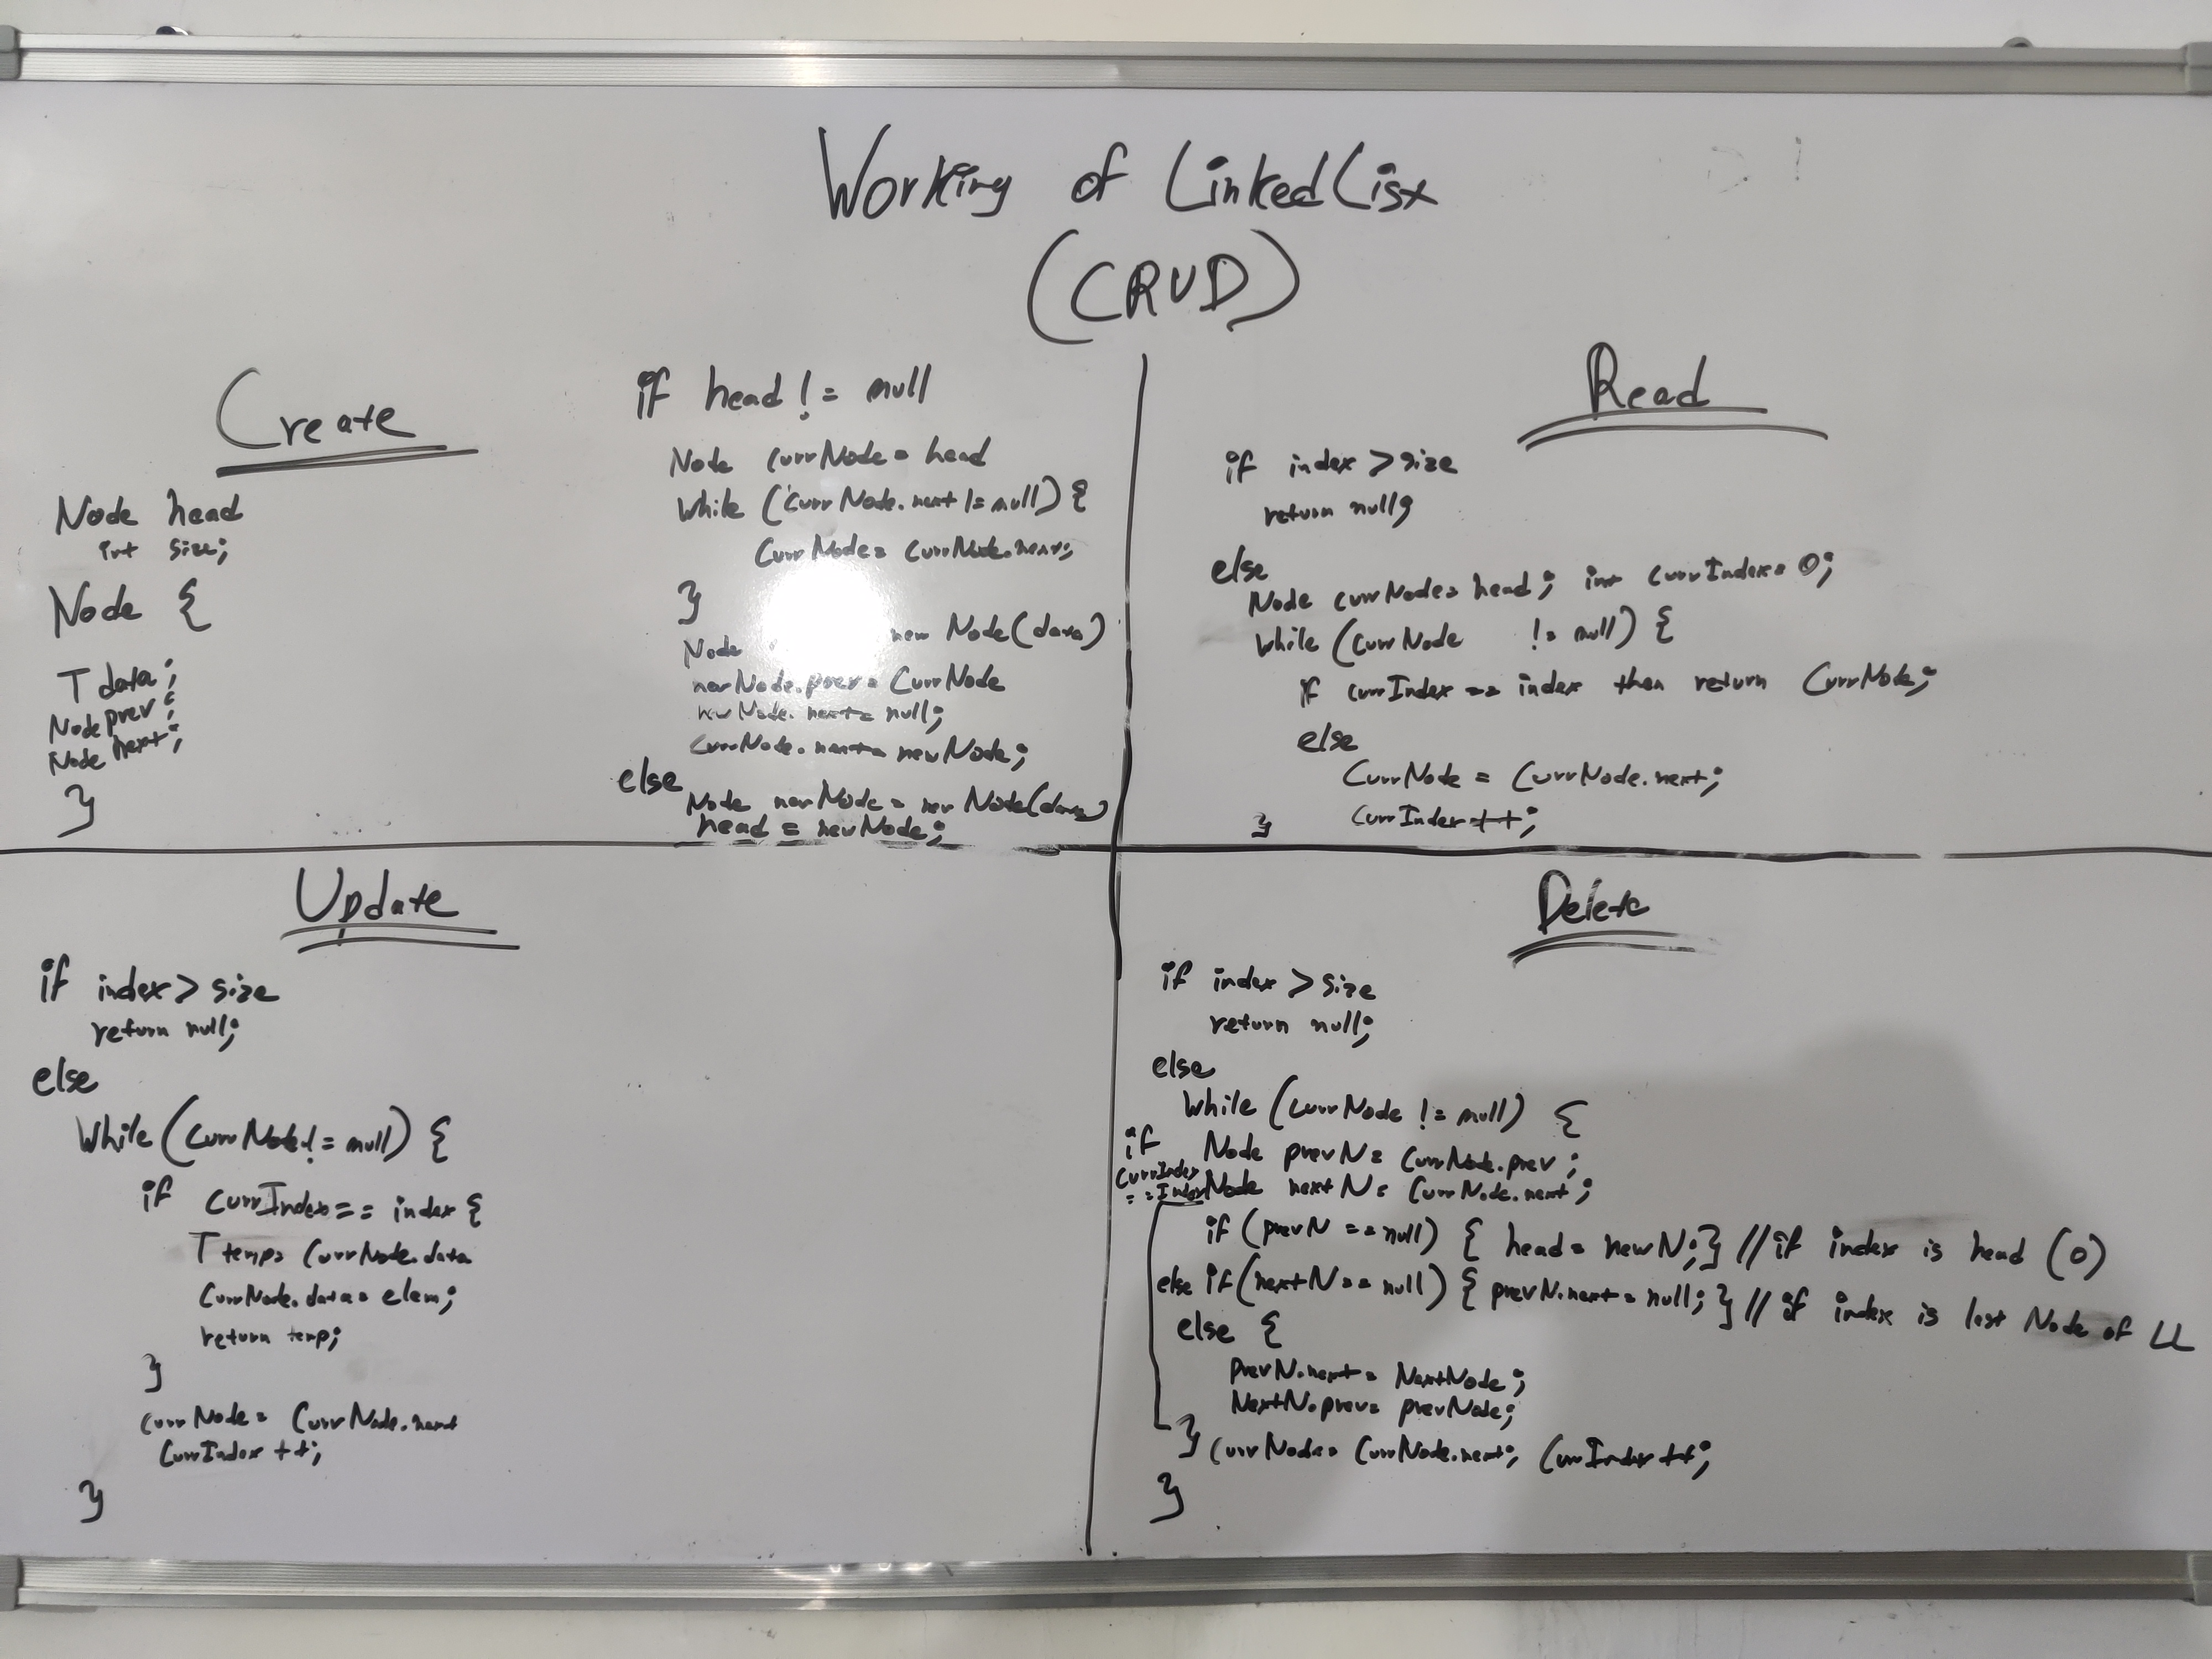 Working of LinkedList
(CRUD)
Create
Node head
int size;
Node {
T data;
Node prev;
Node next;
}
if head != null
Node CurrNode = head
while (CurrNode.next != null) {
CurrNode = CurrNode.next;
}
Node new Node(data)
newNode.prev = CurrNode
newNode.next = null;
CurrNode.next = newNode;
else
Node newNode = new Node(data)
head = newNode;
Read
if index > size
return null;
else
Node currNode = head; int CurrIndex = 0;
while (CurrNode != null) {
if currIndex == index then return CurrNode;
else
CurrNode = CurrNode.next;
CurrIndex ++;
}
Update
if index > size
return null;
else
while (CurrNode != null) {
if CurrIndex == index {
T temp = CurrNode.data
CurrNode.data = elem;
return temp;
}
CurrNode = CurrNode.next
CurrIndex ++;
}
Delete
if index > size
return null;
else
while (CurrNode != null) {
if CurrIndex == Index
Node prevN = CurrNode.prev;
Node nextN = CurrNode.next;
if (prevN == null) { head = newN; } // if index is head (0)
else if (nextN == null) { prevN.next = null; } // if index is last Node of LL
else {
prevN.next = NextNode;
NextN.prev = prevNode;
}
CurrNode = CurrNode.next; CurrIndex ++;
}